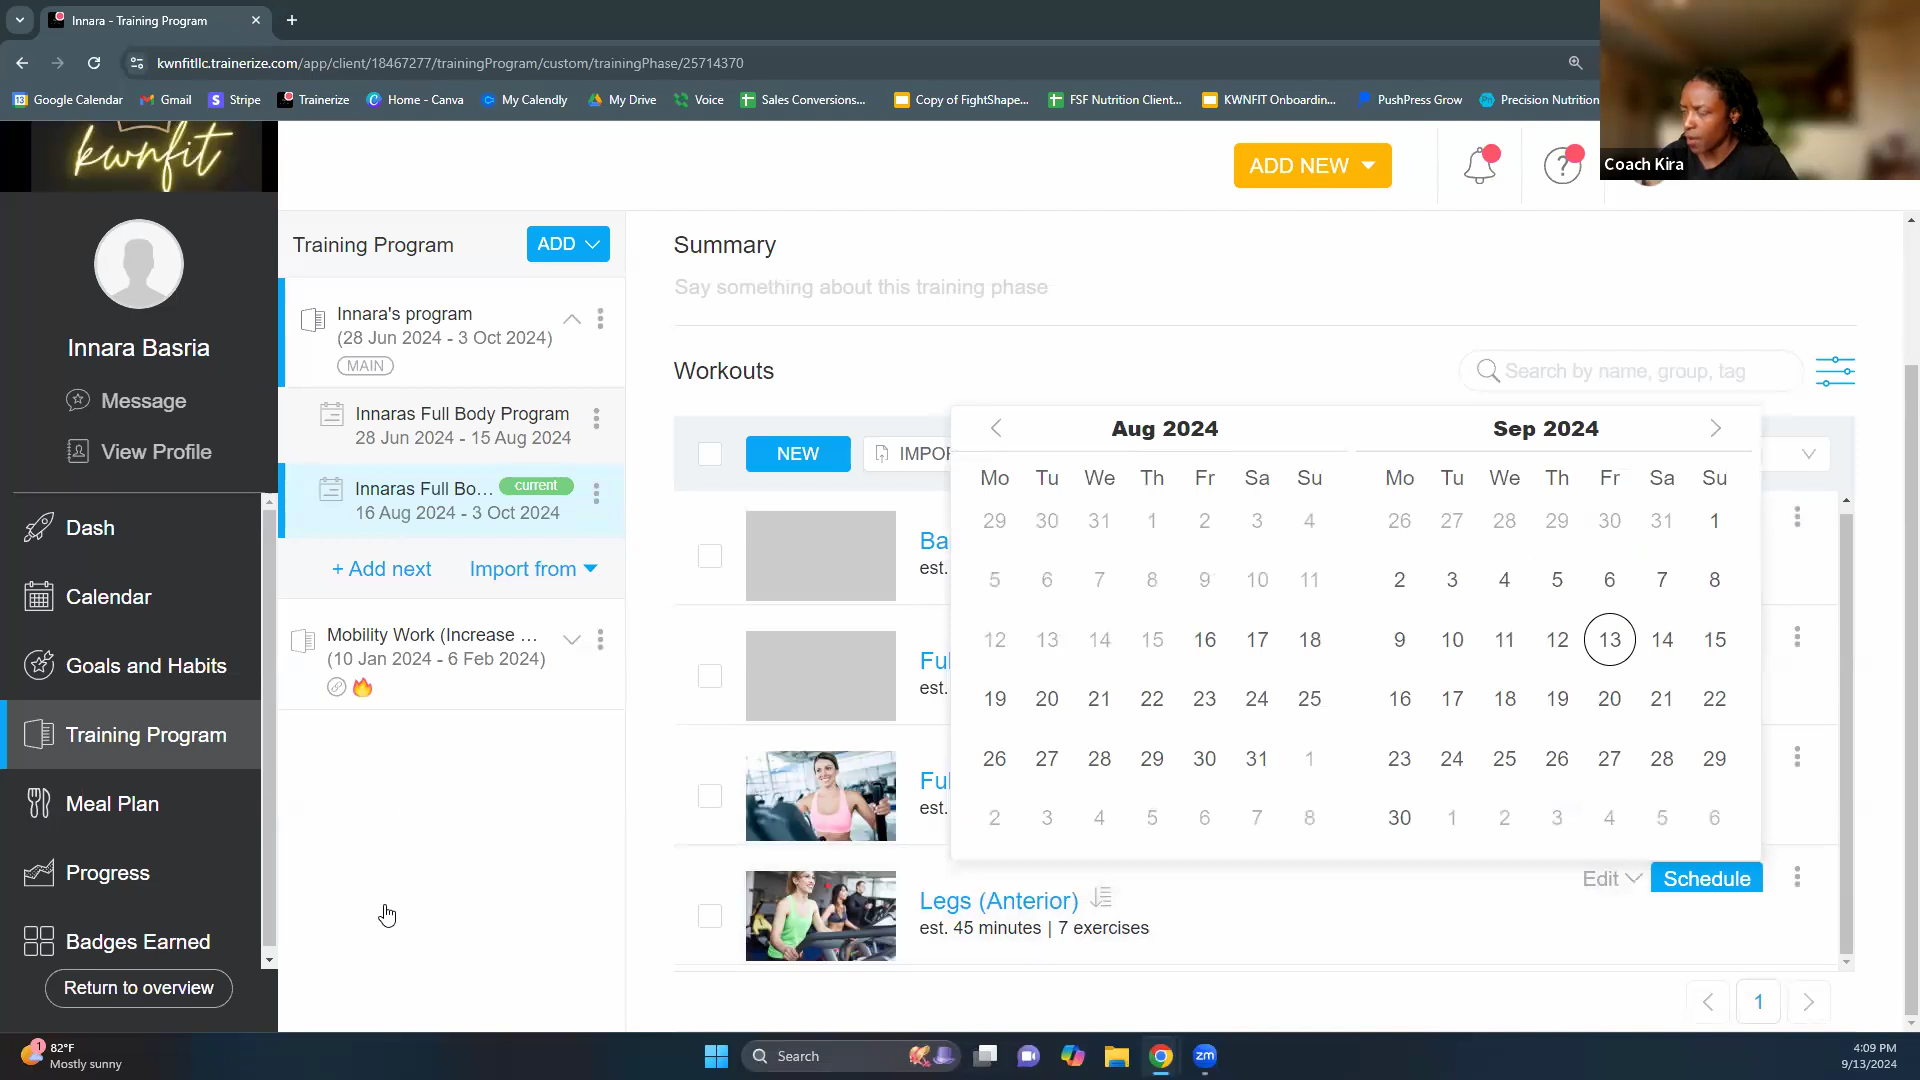 Innara - Training Program
kwnfitllc.trainerize.com/app/client/18467277/trainingProgram/custom/trainingPhase/25714370
Google Calendar
Gmail
Stripe
Trainerize
Home - Canva
My Calendly
My Drive
Voice
Sales Conversions...
Copy of FightShape...
FSF Nutrition Client...
KWNFIT Onboardin...
PushPress Grow
Precision Nutrition
Coach Kira
kwnfit
ADD NEW
Innara Basria
Message
View Profile
Dash
Calendar
Goals and Habits
Training Program
Meal Plan
Progress
Badges Earned
Return to overview
Training Program
ADD
Innara's program
(28 Jun 2024 - 3 Oct 2024)
MAIN
Innaras Full Body Program
28 Jun 2024 - 15 Aug 2024
Innaras Full Bo... current
16 Aug 2024 - 3 Oct 2024
+ Add next
Import from
Mobility Work (Increase ...
(10 Jan 2024 - 6 Feb 2024)
Summary
Say something about this training phase
Workouts
Search by name, group, tag
NEW
IMPO
Ba
est.
Ful
est.
Ful
est.
Aug 2024
Mo Tu We Th Fr Sa Su
29 30 31 1 2 3 4
5 6 7 8 9 10 11
12 13 14 15 16 17 18
19 20 21 22 23 24 25
26 27 28 29 30 31 1
2 3 4 5 6 7 8
Sep 2024
Mo Tu We Th Fr Sa Su
26 27 28 29 30 31 1
2 3 4 5 6 7 8
9 10 11 12 13 14 15
16 17 18 19 20 21 22
23 24 25 26 27 28 29
30 1 2 3 4 5 6
Edit
Schedule
Legs (Anterior)
est. 45 minutes | 7 exercises
1
1
82°F
Mostly sunny
Search
zm
4:09 PM
9/13/2024